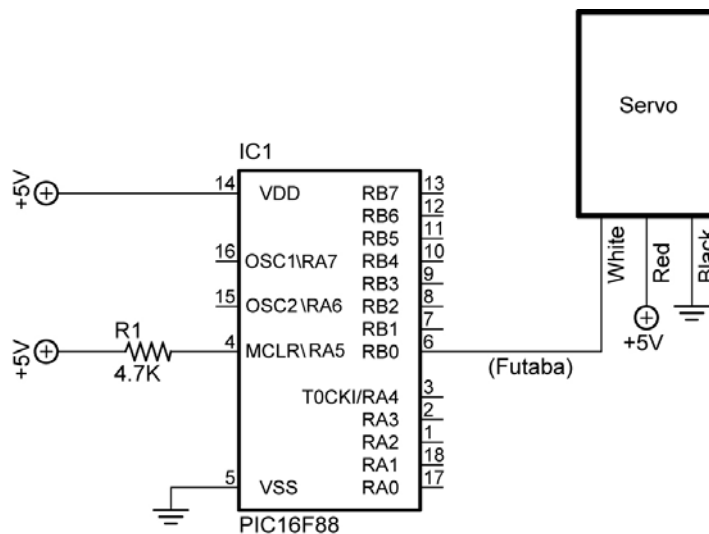 Servo
IC1
+5V
14
VDD
RB7
13
RB6
12
RB5
11
16
OSC1\RA7
RB4
10
RB3
9
15
OSC2\RA6
RB2
8
RB1
7
+5V
R1
4.7K
4
MCLR\RA5
RB0
6
(Futaba)
White
Red
Black
+5V
T0CKI/RA4
3
RA3
2
RA2
1
RA1
18
5
VSS
RA0
17
PIC16F88